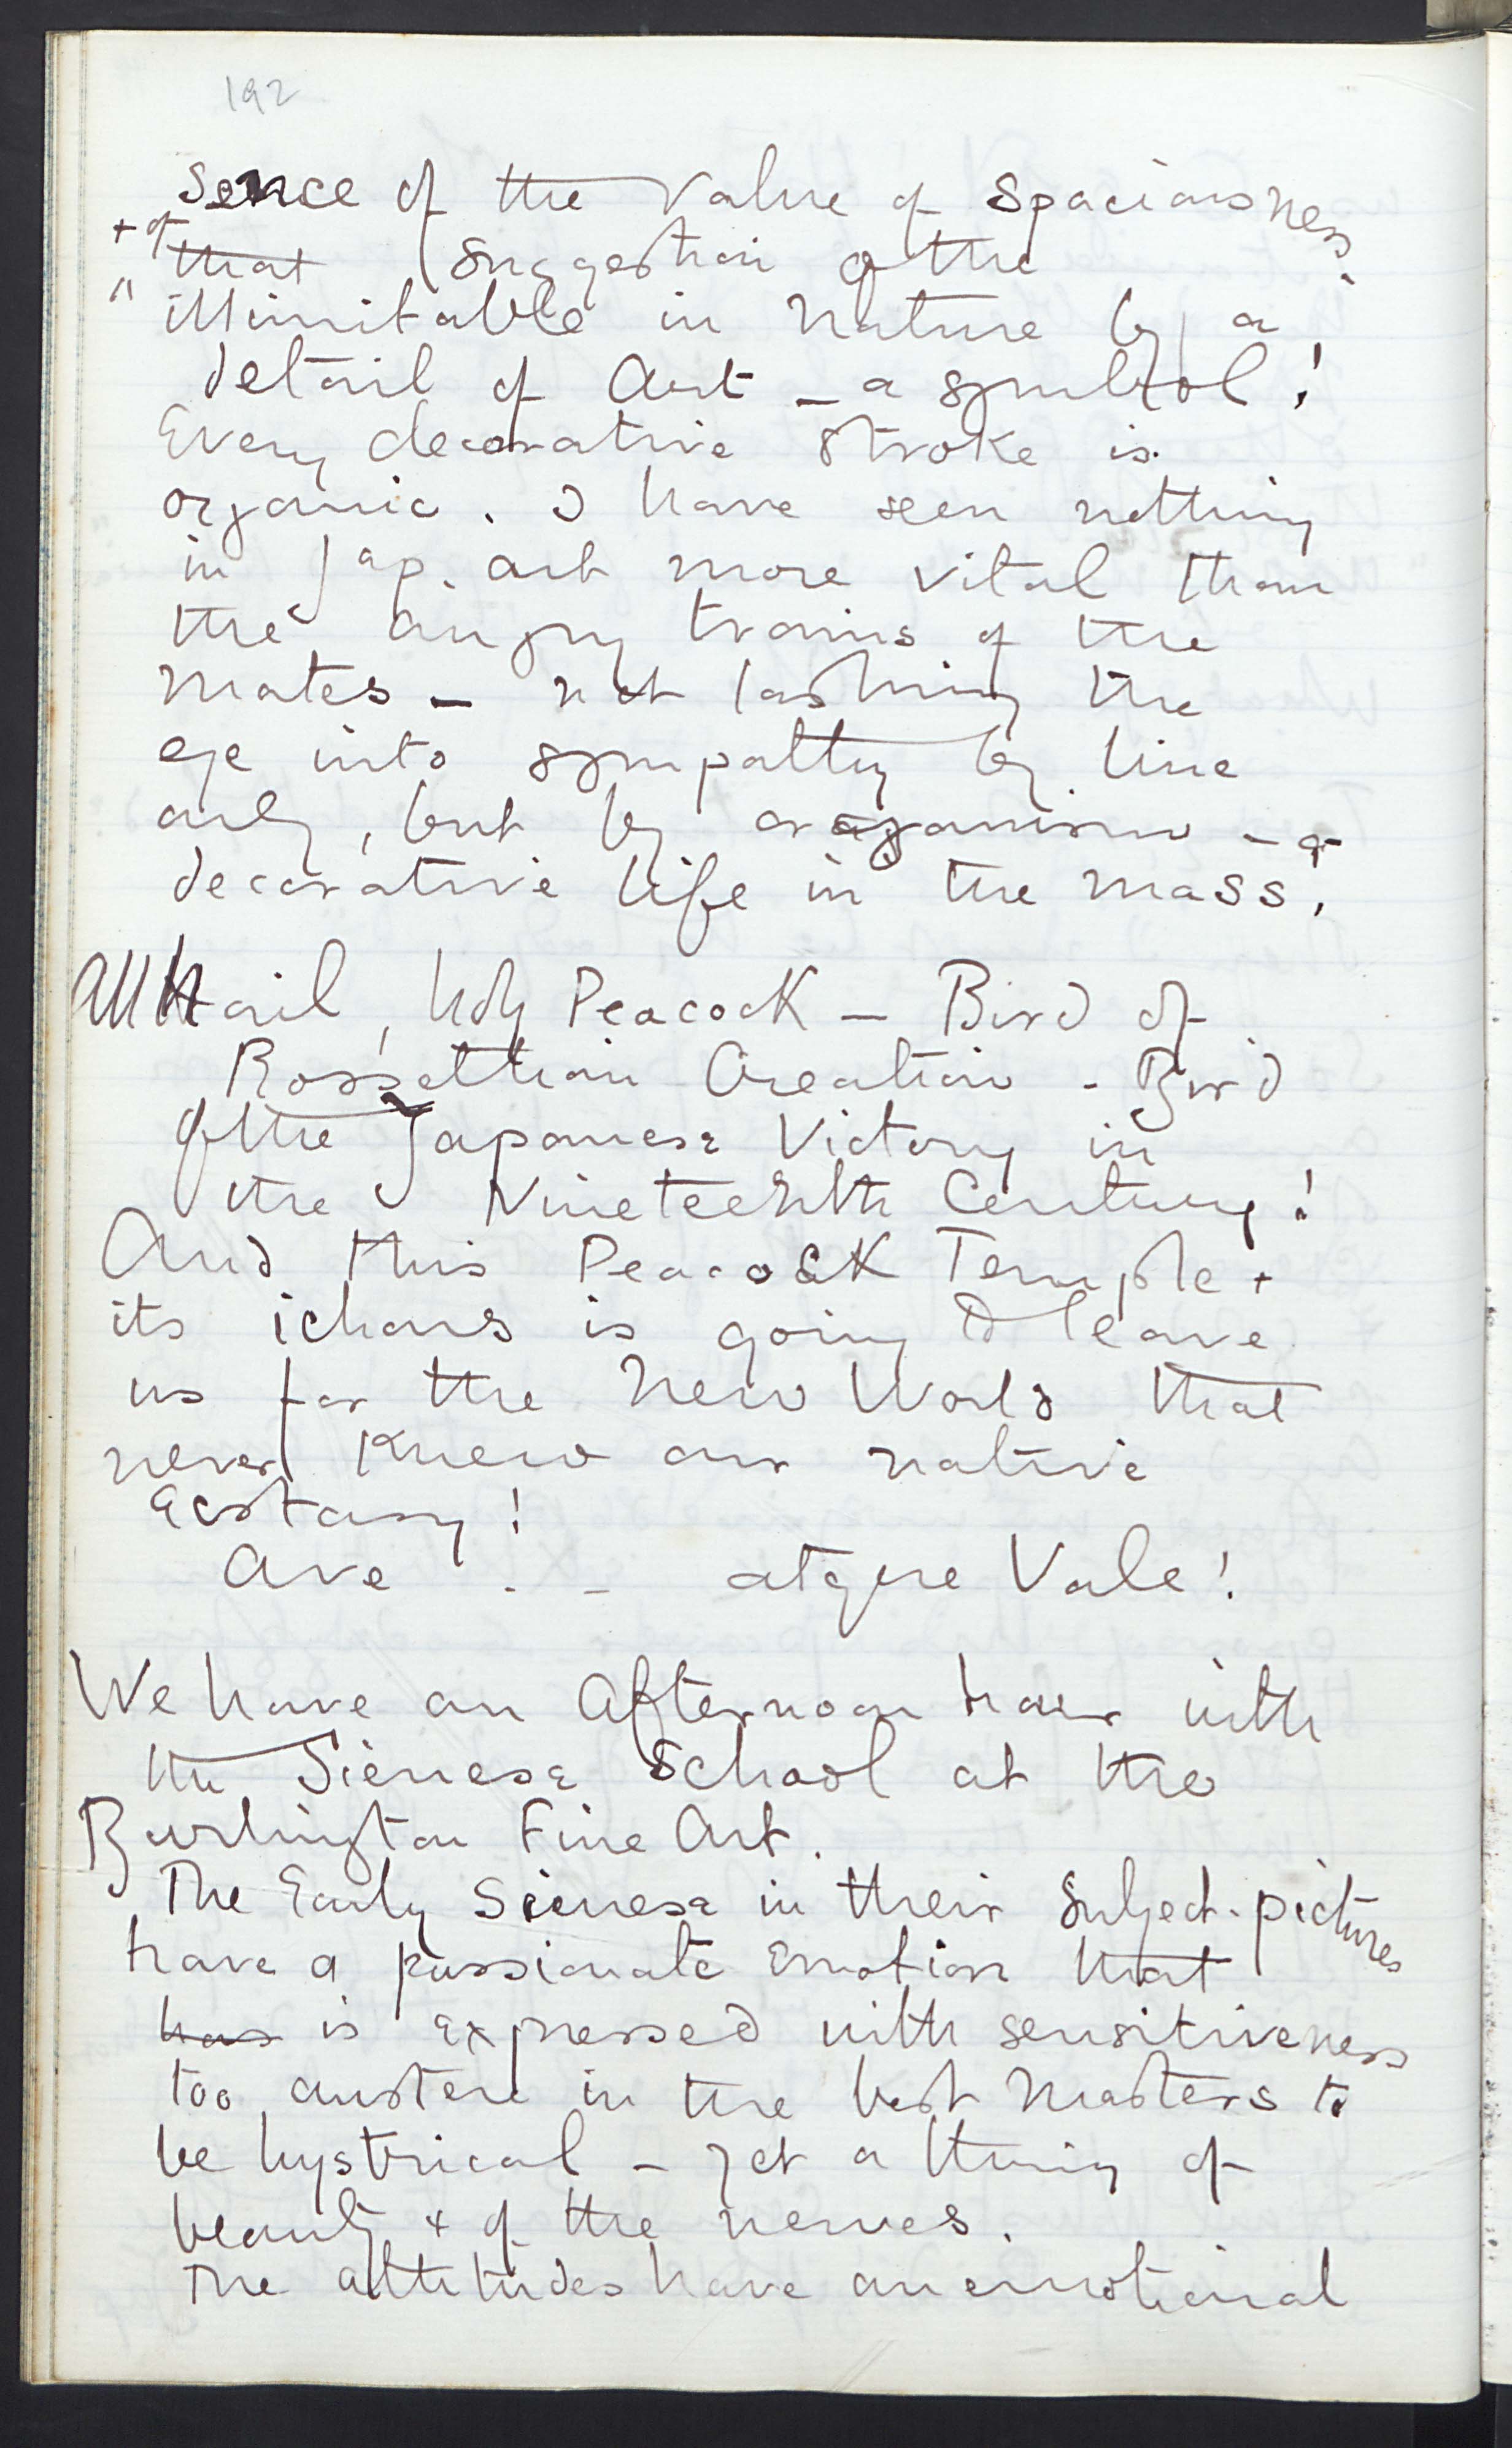 192
Sence of the Value of Spaciousness.
+ of that suggestion of the
" illimitable in Nature by a
detail of Art – a symbol!
Every decorative stroke is
organic. I have seen nothing
in Jap. art more vital than
the angry trains of the
mates – not lashing the
eye into sympathy by line
only, but by organism – a
decorative life in the mass.
All Hail, holy Peacock – Bird of
Rossettian Creation – Bird
of the Japanese Victory in
the Nineteenth Century!
And this Peacock Temple +
its ichors is going to leave
us for the New World that
never knew our native
Ecstasy!
Ave . – atque Vale!
We have an Afternoon hour with
the Sienese School at the
Burlington Fine Art.
The Early Sienese in their Subject-pictures
have a passionate Emotion that
has is expressed with sensitiveness
too austere in the best Masters to
be hystrical – yet a thing of
beauty + of the nerves.
The attitudes have an emotional